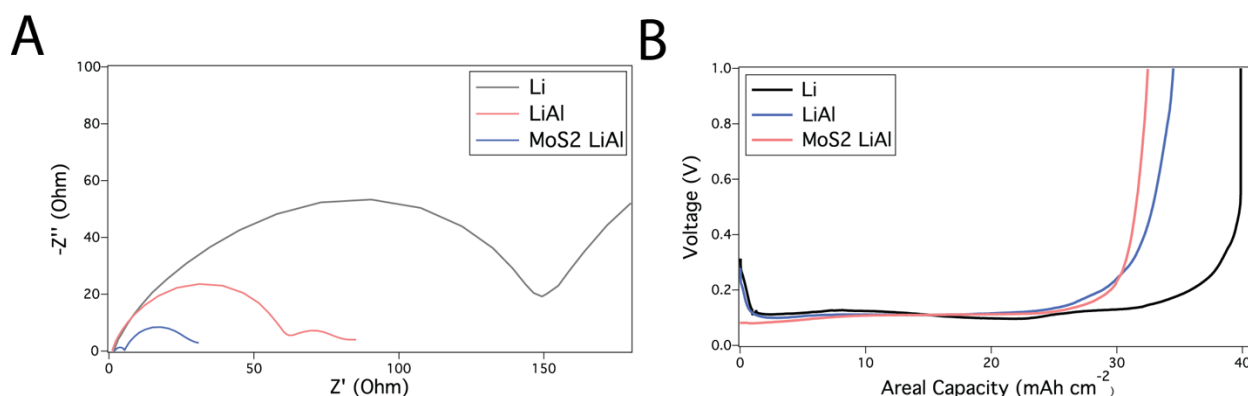 A
100
80
60
40
20
0
-Z'' (Ohm)
0
50
100
150
Z' (Ohm)
Li
LiAl
MoS2 LiAl
B
1.0
0.8
0.6
0.4
0.2
0.0
Voltage (V)
0
10
20
30
40
Areal Capacity (mAh cm⁻²)
Li
LiAl
MoS2 LiAl